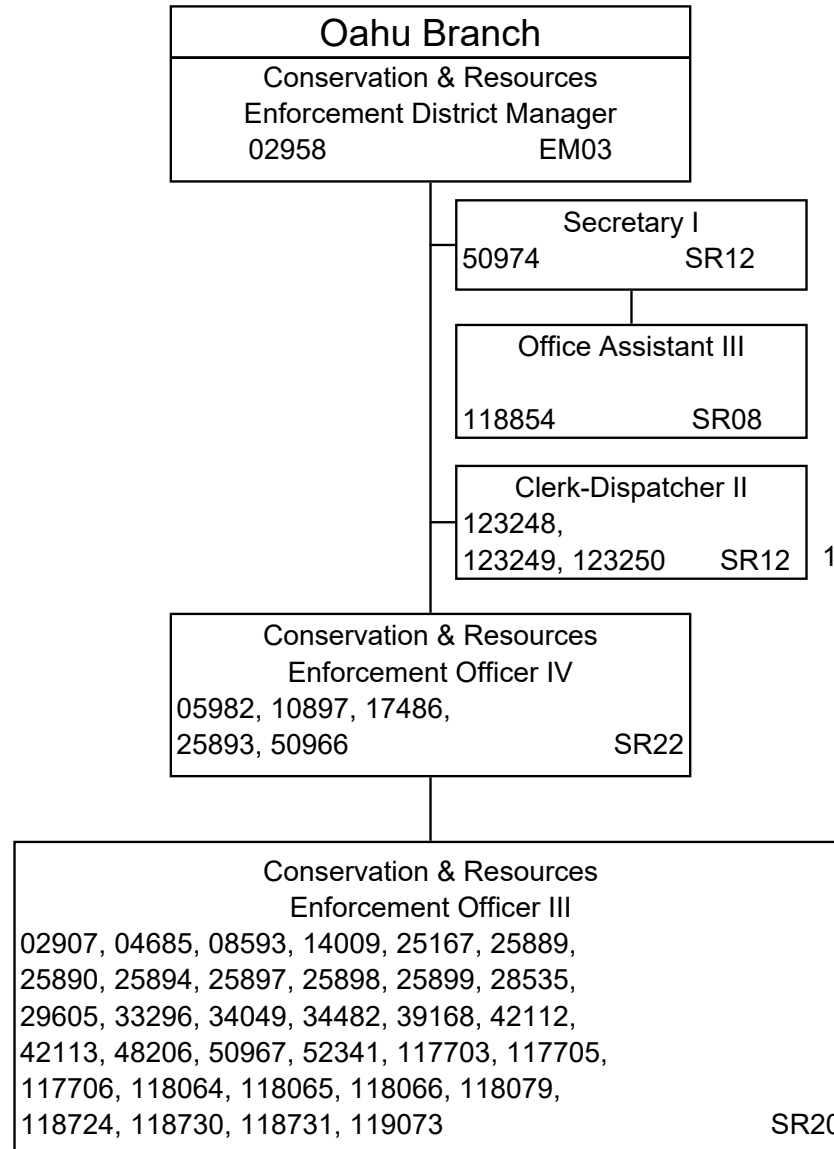 Oahu Branch
Conservation & Resources
Enforcement District Manager
02958 EM03
Secretary I
50974 SR12
Office Assistant III
118854 SR08
Clerk-Dispatcher II
123248,
123249, 123250 SR12
1
Conservation & Resources
Enforcement Officer IV
05982, 10897, 17486,
25893, 50966 SR22
Conservation & Resources
Enforcement Officer III
02907, 04685, 08593, 14009, 25167, 25889,
25890, 25894, 25897, 25898, 25899, 28535,
29605, 33296, 34049, 34482, 39168, 42112,
42113, 48206, 50967, 52341, 117703, 117705,
117706, 118064, 118065, 118066, 118079,
118724, 118730, 118731, 119073 SR20